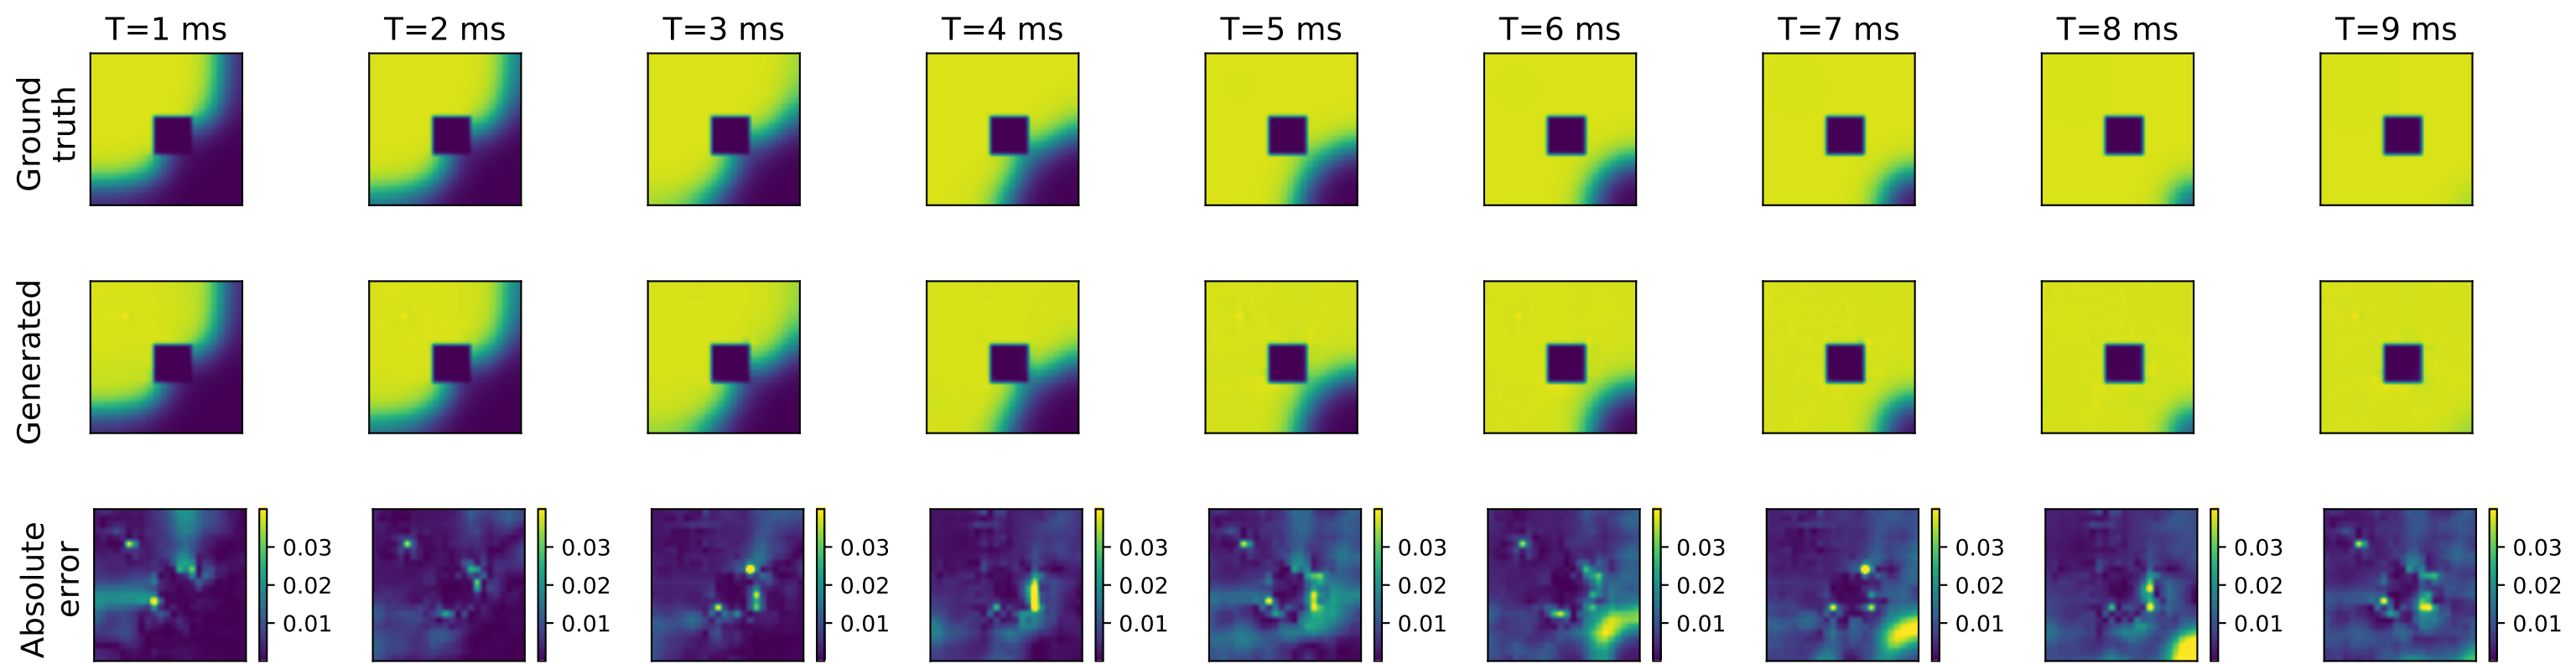 T=1 ms T=2 ms T=3 ms T=4 ms T=5 ms T=6 ms T=7 ms T=8 ms T=9 ms
Ground
truth
Generated
Absolute
error
0.03 0.03 0.03 0.03 0.03 0.03 0.03 0.03 0.03
0.02 0.02 0.02 0.02 0.02 0.02 0.02 0.02 0.02
0.01 0.01 0.01 0.01 0.01 0.01 0.01 0.01 0.01